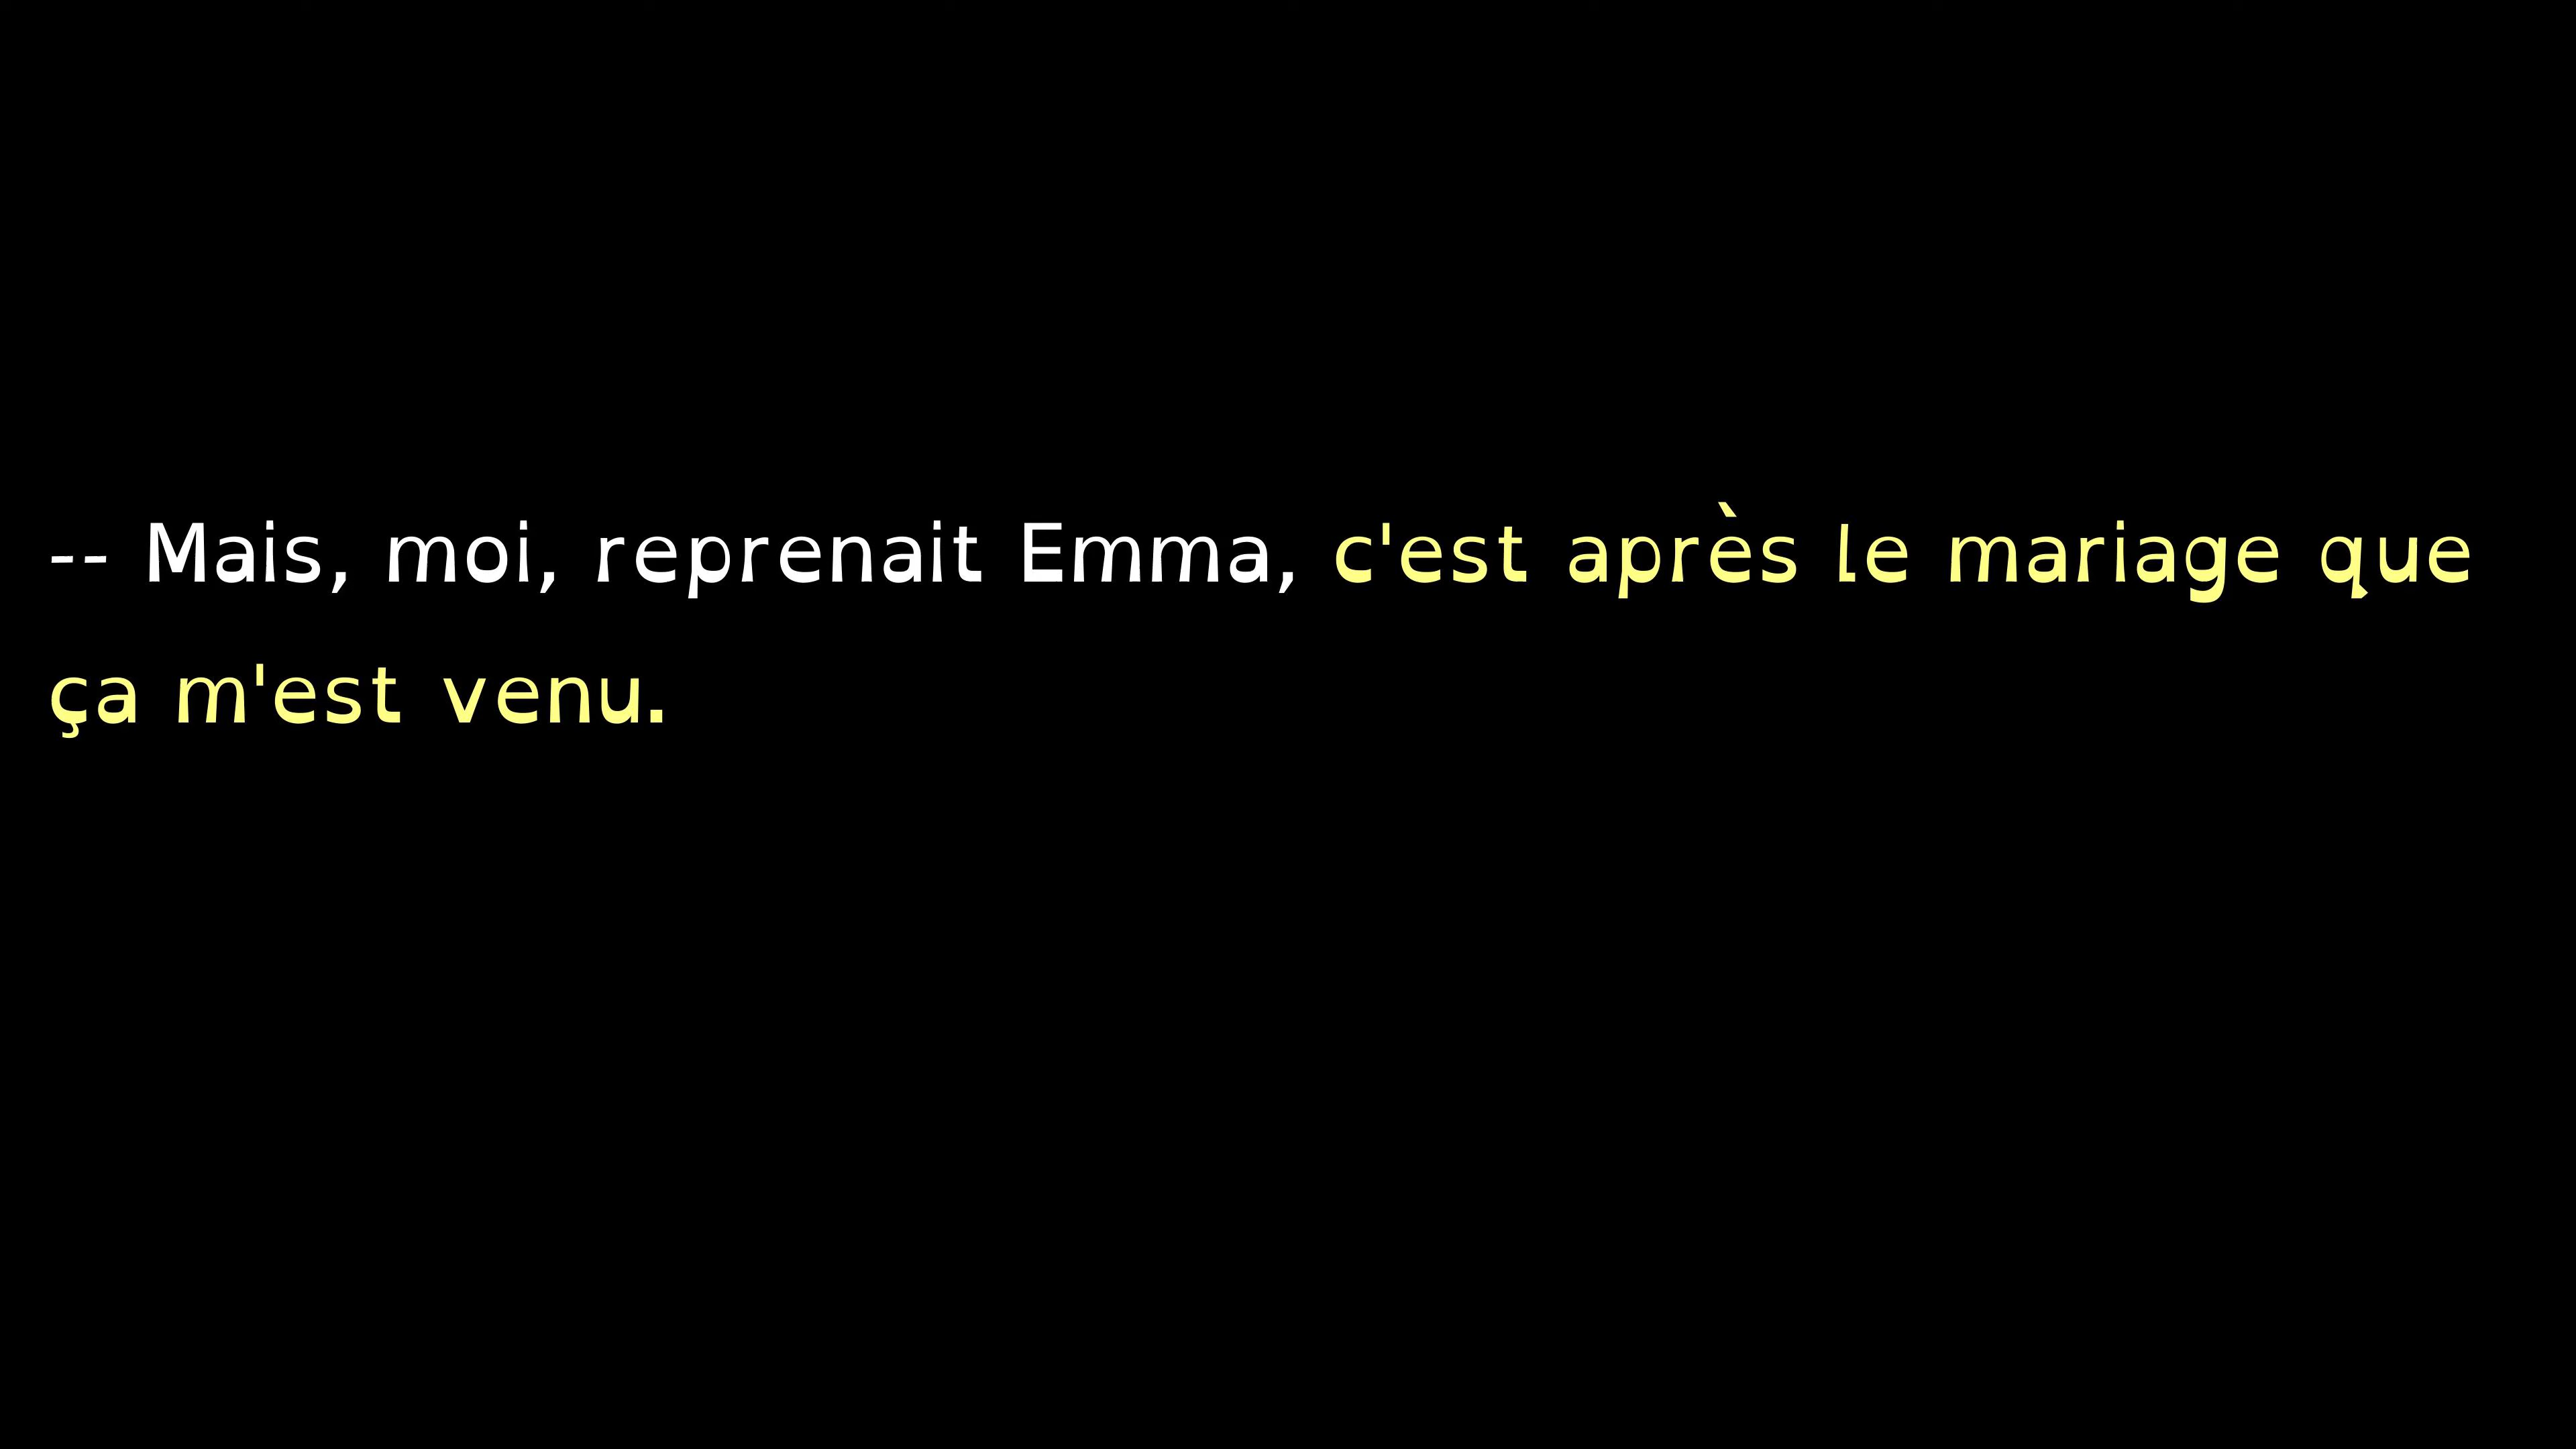 -- Mais, moi, reprenait Emma, c'est après le mariage que
ça m'est venu.